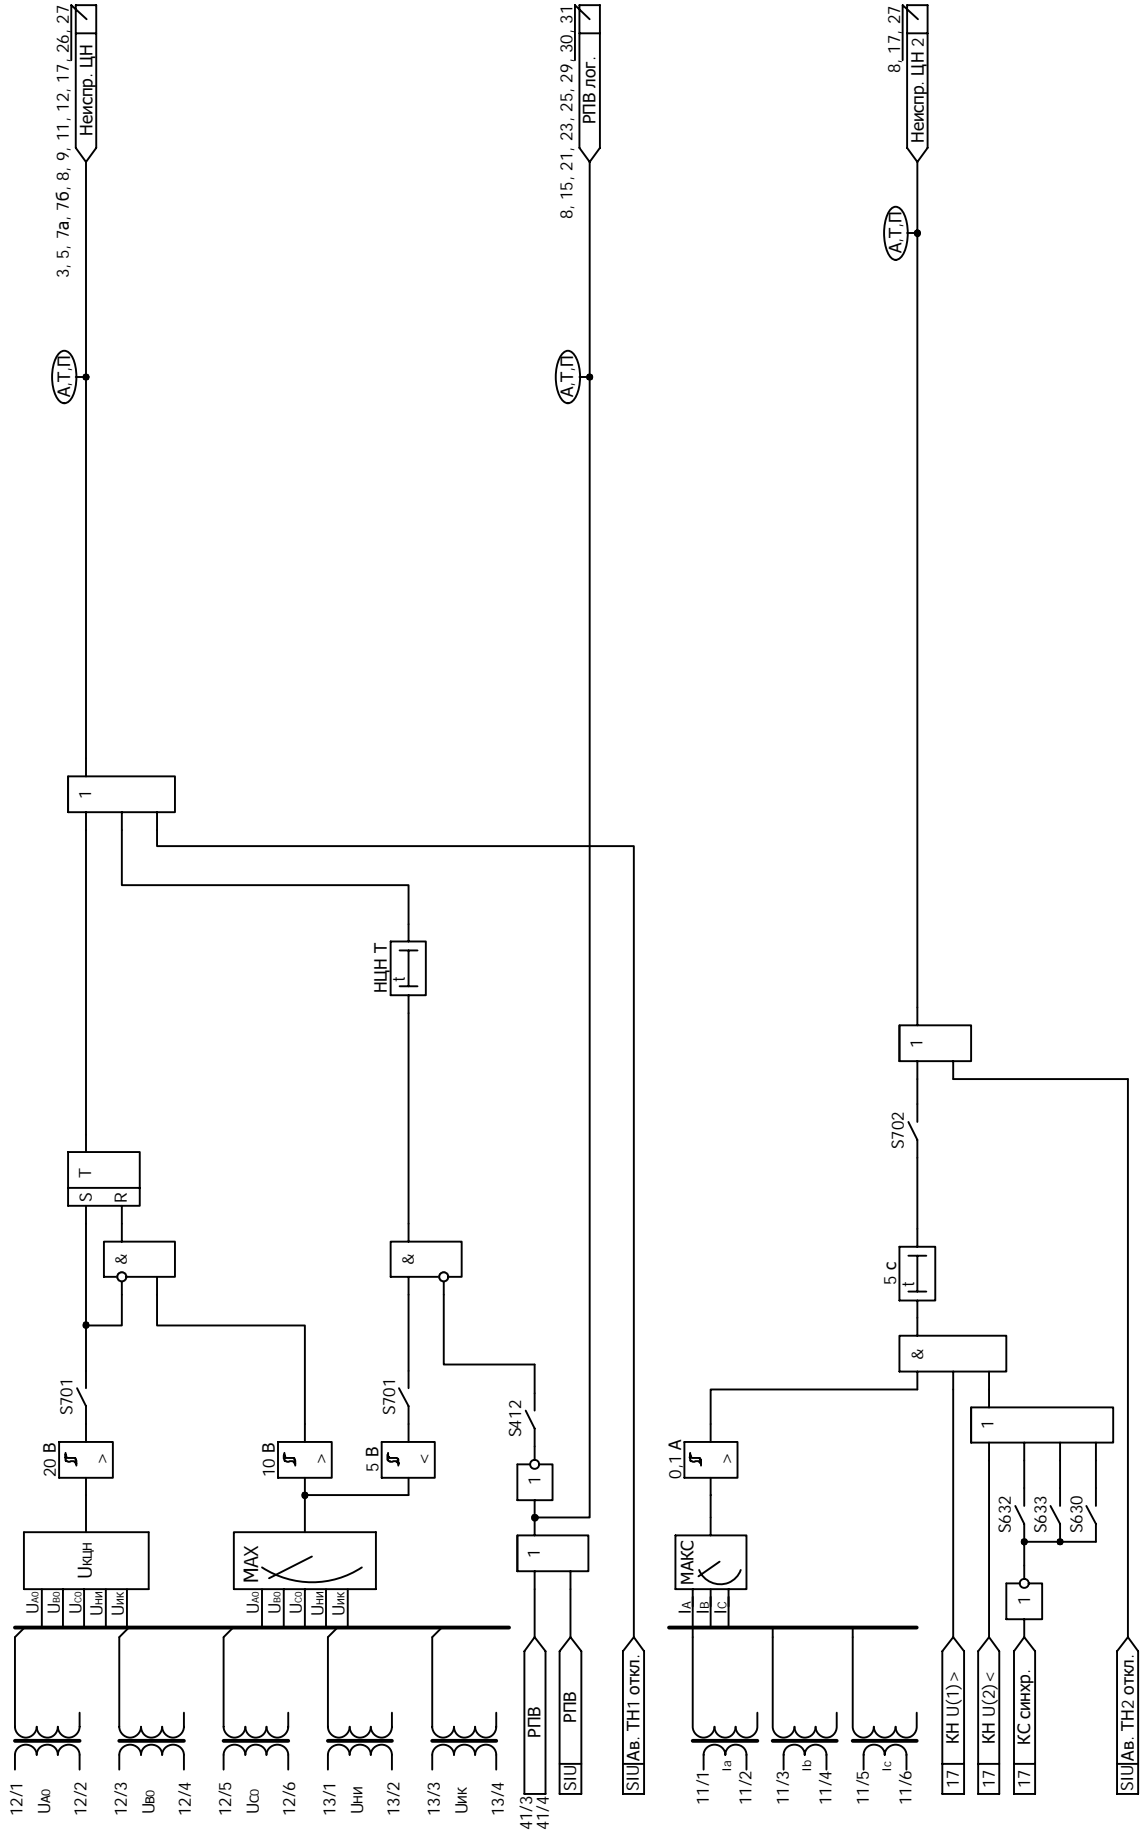 12/1
UA0
12/2
12/3
UB0
12/4
12/5
UC0
12/6
13/1
UНИ
13/2
13/3
UИК
13/4
UA0
UB0
UC0
UНИ
UИК
UКЦН
20 В
>
S701
&
S T
R
1
А,Т,П
3, 5, 7а, 7б, 8, 9, 11, 12, 17, 26, 27
Неиспр. ЦН
UA0
UB0
UC0
UНИ
UИК
MAX
10 В
>
5 В
<
S701
&
НЦН Т
t
41/3
41/4
РПВ
SIU РПВ
1
1
S412
А,Т,П
8, 15, 21, 23, 25, 29, 30, 31
РПВ лог.
SIU Ав. ТН1 откл.
11/1
Ia
11/2
11/3
Ib
11/4
11/5
Ic
11/6
IA
IB
IC
МАКС
0,1 А
>
17 КН U(1)>
17 КН U(2)<
17 КС синхр.
1
S632
S633
S630
1
&
5 с
t
S702
1
А,Т,П
8, 17, 27
Неиспр. ЦН 2
SIU Ав. ТН2 откл.